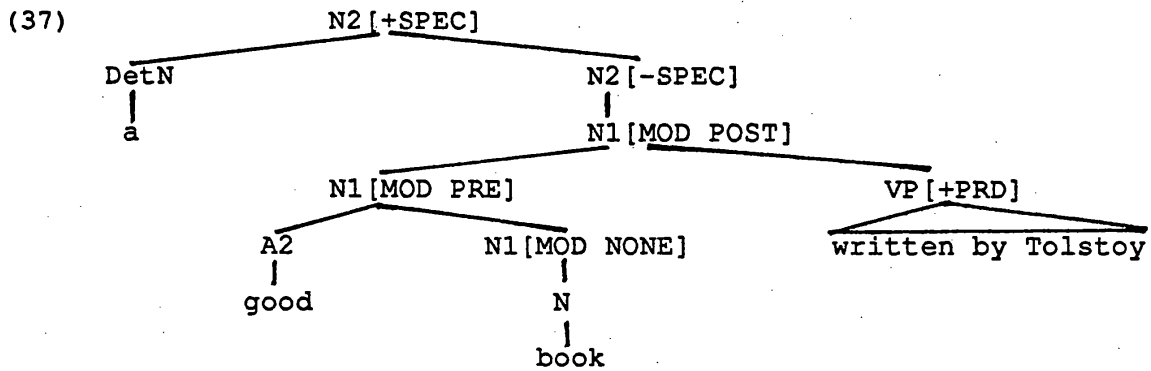 (37) N2[+SPEC]
DetN N2[-SPEC]
a N1[MOD POST]
N1[MOD PRE] VP[+PRD]
A2 N1[MOD NONE] written by Tolstoy
good N
book